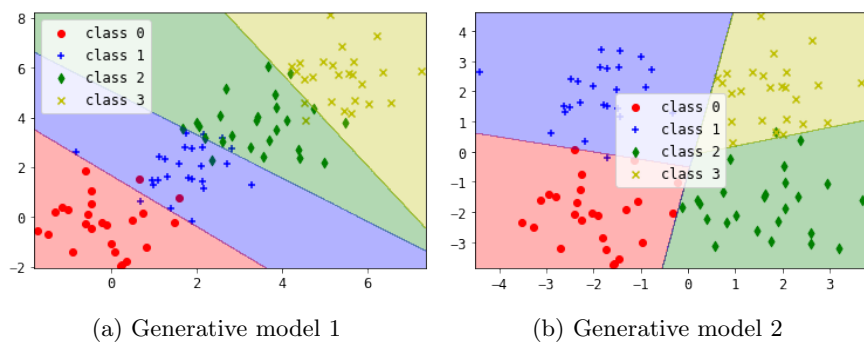 8
6
4
2
0
−2
0 2 4 6
class 0
class 1
class 2
class 3
4
3
2
1
0
−1
−2
−3
−4 −3 −2 −1 0 1 2 3
class 0
class 1
class 2
class 3
(a) Generative model 1
(b) Generative model 2